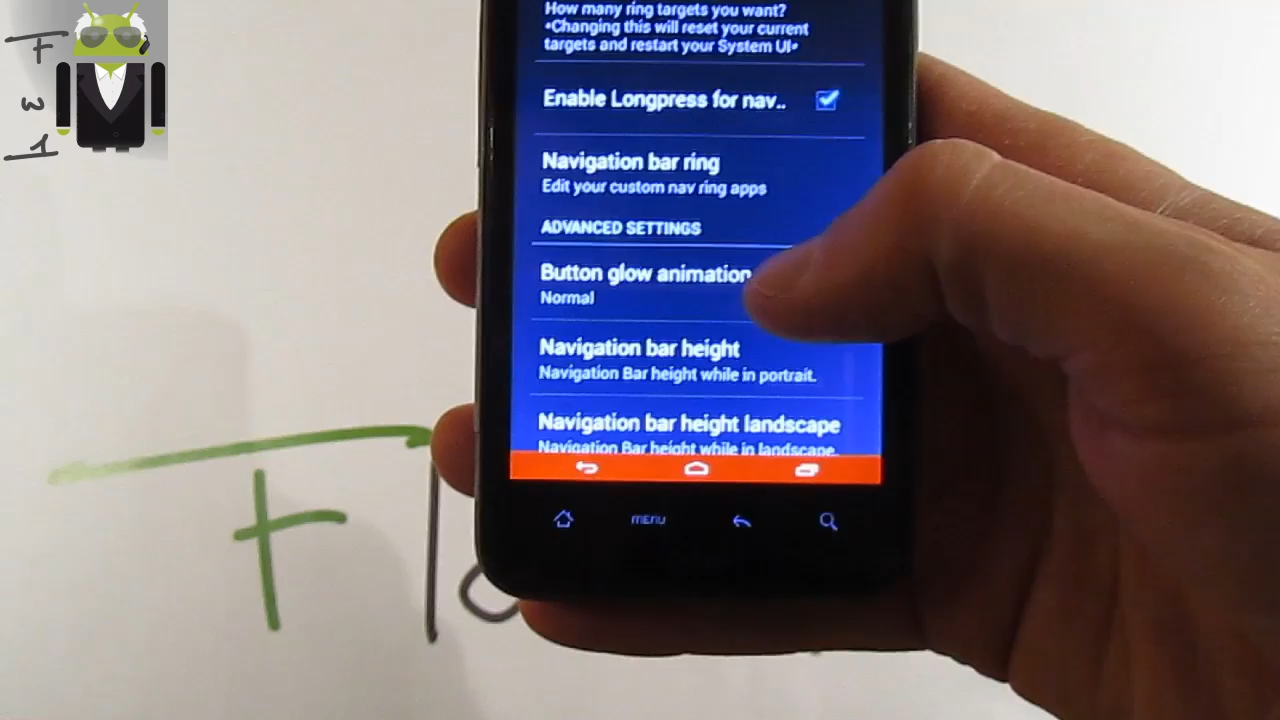 How many ring targets you want?
•Changing this will reset your current
targets and restart your System UI•
Enable Longpress for nav..
Navigation bar ring
Edit your custom nav ring apps
ADVANCED SETTINGS
Button glow animation
Normal
Navigation bar height
Navigation Bar height while in portrait.
Navigation bar height landscape
Navigation Bar height while in landscape.
menu
F
F